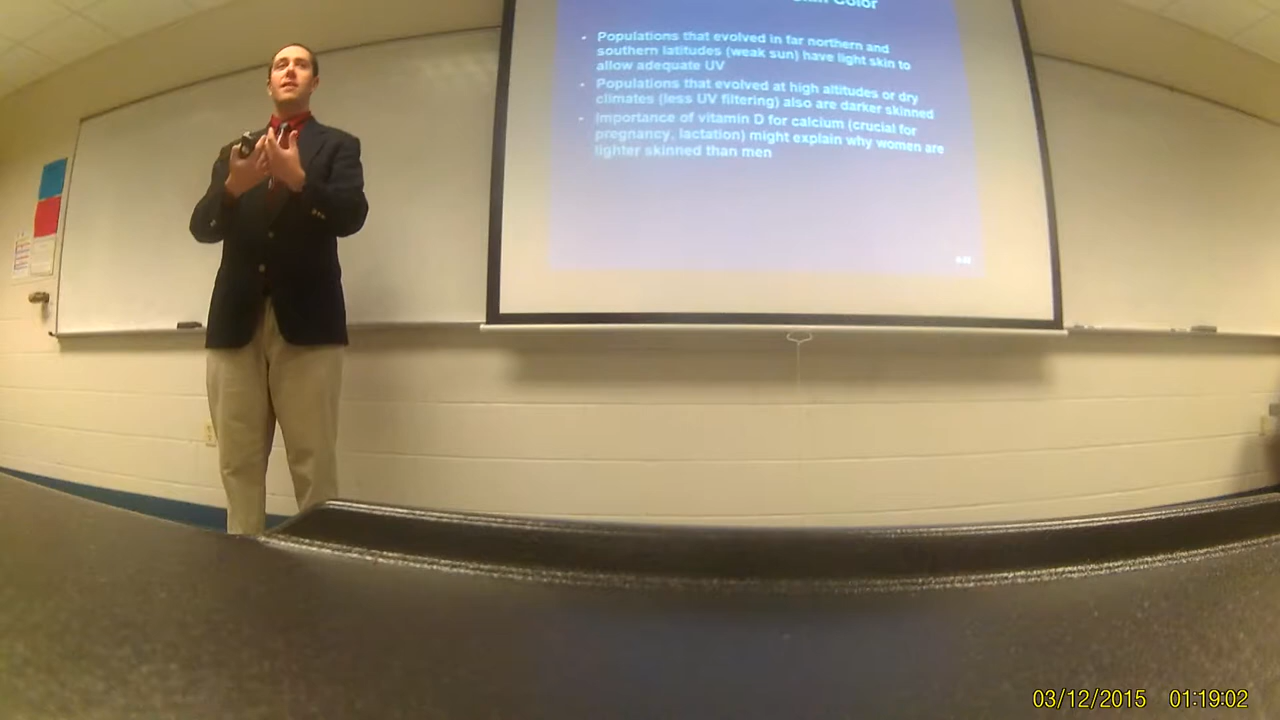 Skin Color
• Populations that evolved in far northern and
southern latitudes (weak sun) have light skin to
allow adequate UV
• Populations that evolved at high altitudes or dry
climates (less UV filtering) also are darker skinned
• Importance of vitamin D for calcium (crucial for
pregnancy, lactation) might explain why women are
lighter skinned than men
03/12/2015 01:19:02